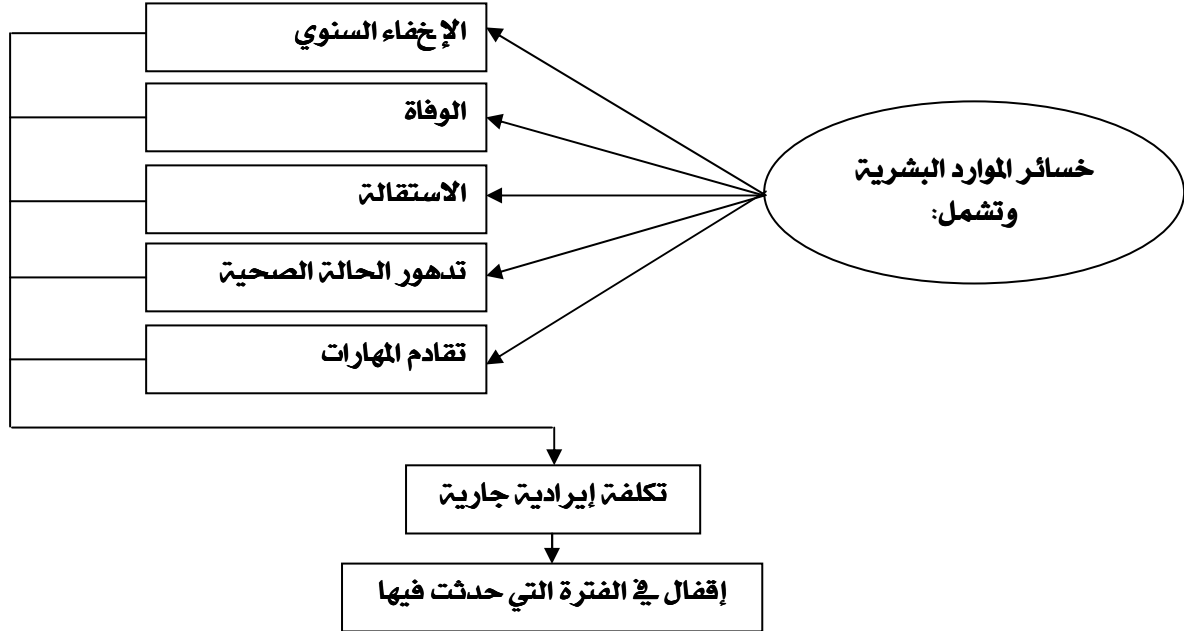 خسائر الموارد البشرية
وتشمل:
الإخفاء السنوي
الوفاة
الاستقالة
تدهور الحالة الصحية
تقادم المهارات
تكلفة إيرادية جارية
إقفال في الفترة التي حدثت فيها